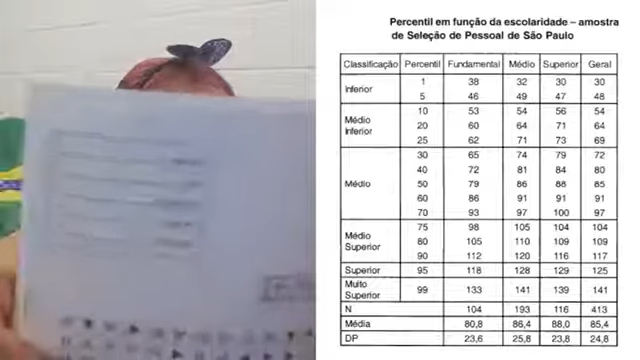 Percentil em função da escolaridade – amostra
de Seleção de Pessoal de São Paulo
Classificação Percentil Fundamental Médio Superior Geral
Inferior 1 38 32 30 30
5 46 49 47 48
Médio Inferior 10 53 54 56 54
20 60 64 71 64
25 62 71 73 69
Médio 30 65 74 79 72
40 72 81 84 80
50 79 86 88 85
60 86 91 91 91
70 93 97 100 97
Médio Superior 75 98 105 104 104
80 105 110 109 109
90 112 120 116 117
Superior 95 118 128 129 125
Muito Superior 99 133 141 139 141
N 104 193 116 413
Média 80,8 86,4 88,0 85,4
DP 23,6 25,8 23,8 24,8